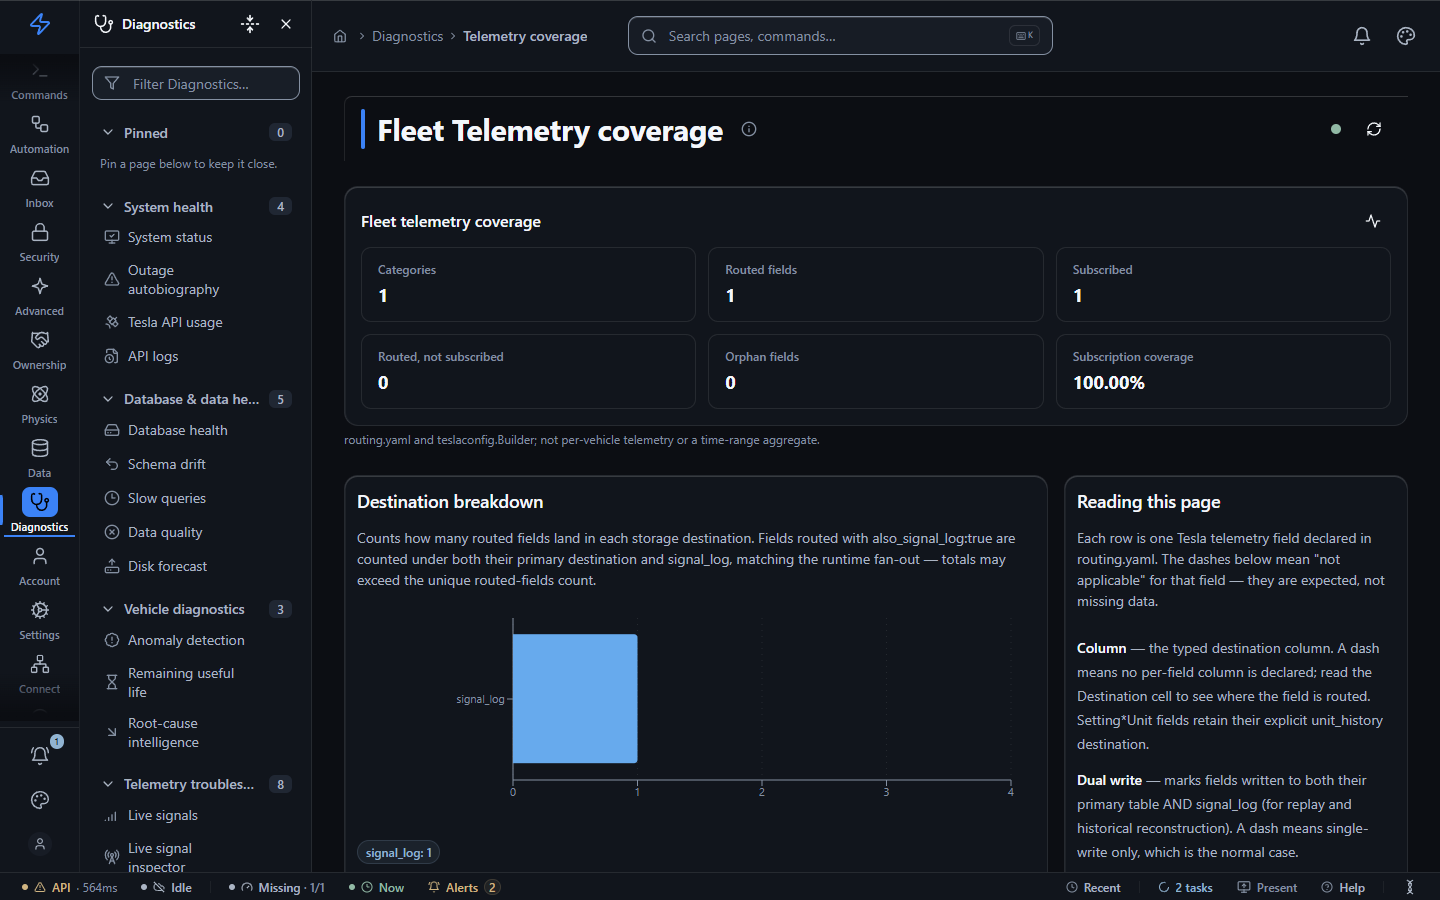 Diagnostics
Commands
Automation
Inbox
Security
Advanced
Ownership
Physics
Data
Diagnostics
Account
Settings
Connect
1
Filter Diagnostics...
Pinned 0
Pin a page below to keep it close.
System health 4
System status
Outage
autobiography
Tesla API usage
API logs
Database & data he... 5
Database health
Schema drift
Slow queries
Data quality
Disk forecast
Vehicle diagnostics 3
Anomaly detection
Remaining useful
life
Root-cause
intelligence
Telemetry troubles... 8
Live signals
Live signal
inspector
Diagnostics > Telemetry coverage
Search pages, commands...
K
Fleet Telemetry coverage
Fleet telemetry coverage
Categories
1
Routed fields
1
Subscribed
1
Routed, not subscribed
0
Orphan fields
0
Subscription coverage
100.00%
routing.yaml and teslaconfig.Builder; not per-vehicle telemetry or a time-range aggregate.
Destination breakdown
Counts how many routed fields land in each storage destination. Fields routed with also_signal_log:true are
counted under both their primary destination and signal_log, matching the runtime fan-out — totals may
exceed the unique routed-fields count.
signal_log
0 1 2 3 4
signal_log: 1
Reading this page
Each row is one Tesla telemetry field declared in
routing.yaml. The dashes below mean "not
applicable" for that field — they are expected, not
missing data.
Column — the typed destination column. A dash
means no per-field column is declared; read the
Destination cell to see where the field is routed.
Setting*Unit fields retain their explicit unit_history
destination.
Dual write — marks fields written to both their
primary table AND signal_log (for replay and
historical reconstruction). A dash means single-
write only, which is the normal case.
API · 564ms
Idle
Missing · 1/1
Now
Alerts 2
Recent
2 tasks
Present
Help